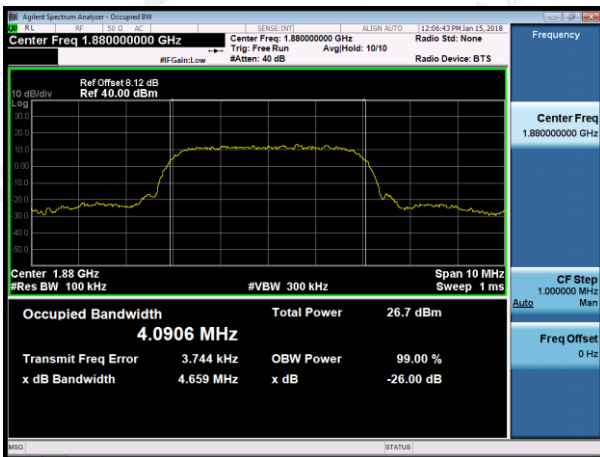 Agilent Spectrum Analyzer - Occupied BW
RL RF 50 Ω AC SENSE:INT ALIGN AUTO 12:06:43 PM Jan 15, 2018
Center Freq 1.880000000 GHz
Center Freq: 1.880000000 GHz
Radio Std: None
Trig: Free Run Avg|Hold: 10/10
#IFGain:Low #Atten: 40 dB Radio Device: BTS
Frequency
Ref Offset 8.12 dB
10 dB/div Ref 40.00 dBm
Log
30.0
20.0
10.0
0.00
-10.0
-20.0
-30.0
-40.0
-50.0
Center 1.88 GHz Span 10 MHz
#Res BW 100 kHz #VBW 300 kHz Sweep 1 ms
Occupied Bandwidth Total Power 26.7 dBm
4.0906 MHz
Transmit Freq Error 3.744 kHz OBW Power 99.00 %
x dB Bandwidth 4.659 MHz x dB -26.00 dB
Center Freq
1.880000000 GHz
CF Step
1.000000 MHz
Auto Man
Freq Offset
0 Hz
MSG STATUS